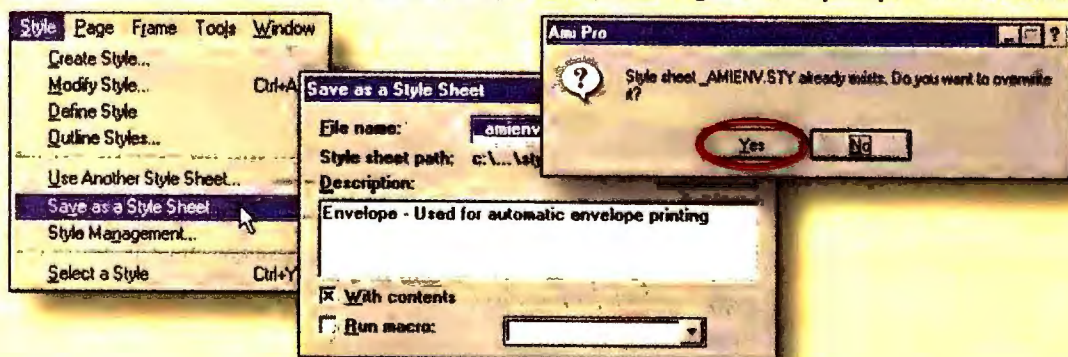 Style Page Frame Tools Window
Create Style...
Modify Style... Ctrl+A
Define Style
Outline Styles...
Use Another Style Sheet...
Save as a Style Sheet...
Style Management...
Select a Style Ctrl+Y
Save as a Style Sheet
File name: amienv
Style sheet path: c:\...\sty
Description:
Envelope - Used for automatic envelope printing
With contents
Run macro:
Ami Pro
Style sheet _AMIENV.STY already exists. Do you want to overwrite
it?
Yes No